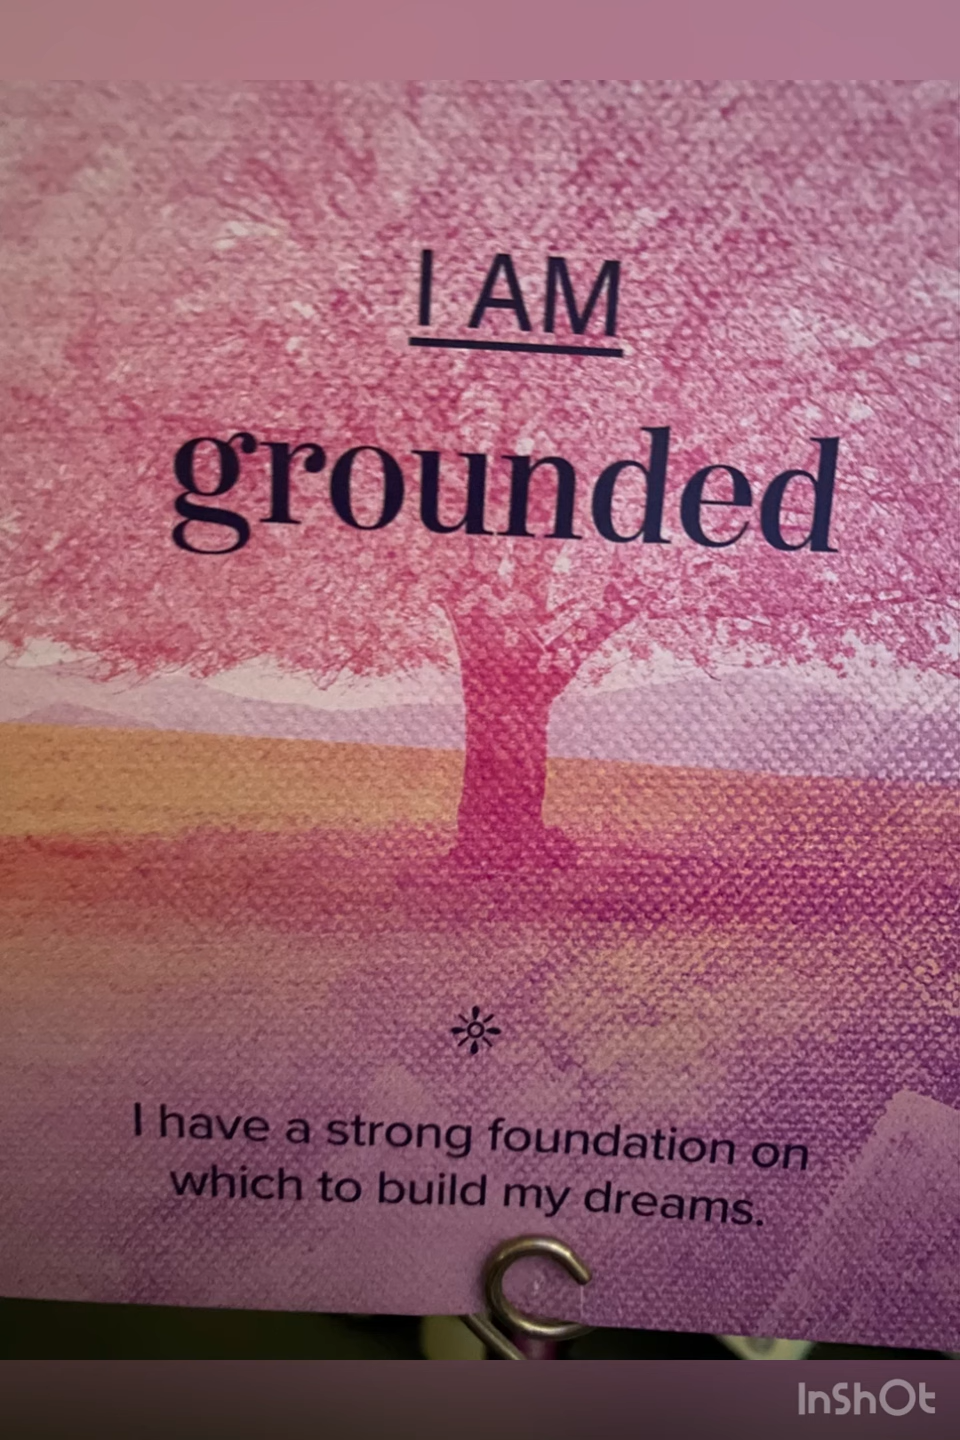 I AM
grounded
I have a strong foundation on
which to build my dreams.
InShOt